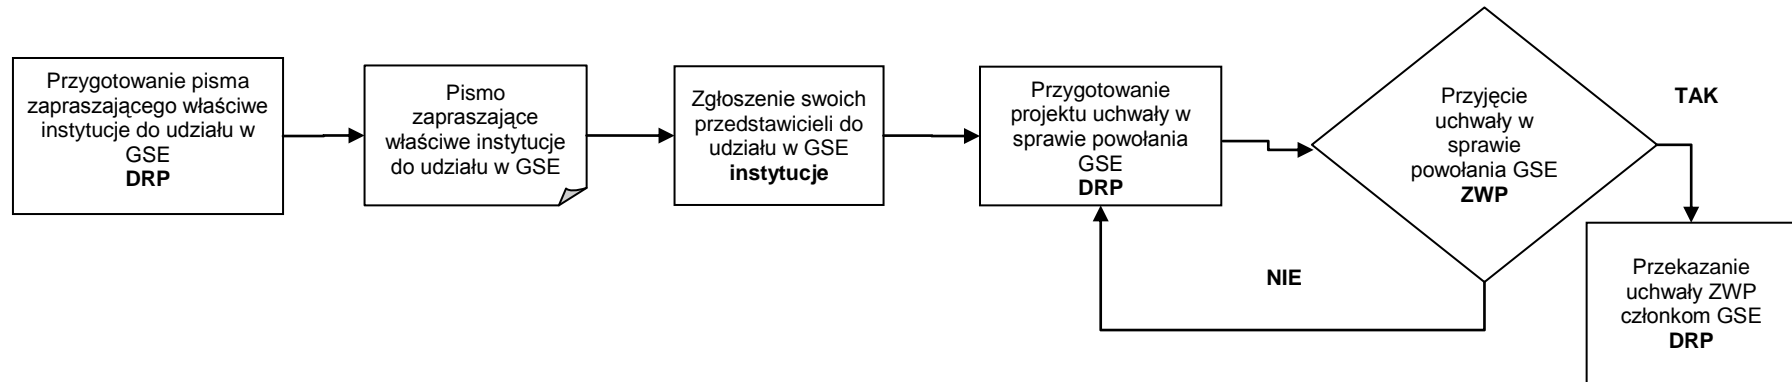 Przygotowanie pisma
zapraszającego właściwe
instytucje do udziału w
GSE
DRP
Pismo
zapraszające
właściwe instytucje
do udziału w GSE
Zgłoszenie swoich
przedstawicieli do
udziału w GSE
instytucje
Przygotowanie
projektu uchwały w
sprawie powołania
GSE
DRP
Przyjęcie
uchwały w
sprawie
powołania GSE
ZWP
TAK
NIE
Przekazanie
uchwały ZWP
członkom GSE
DRP